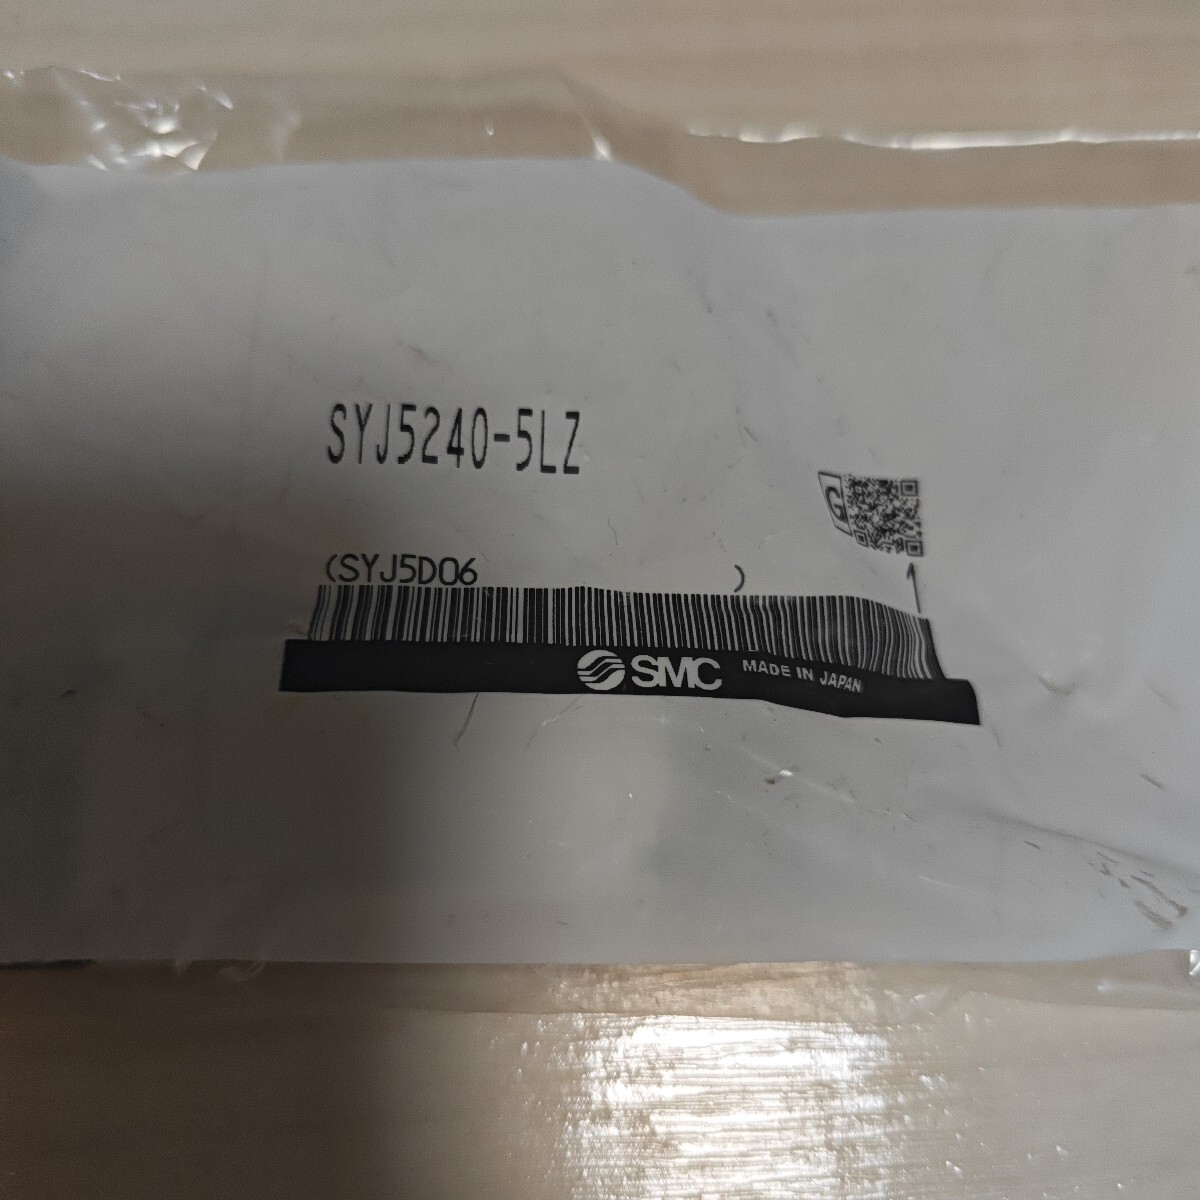 SYJ5240-5LZ
G
(SYJ5D06 )
1
SMC MADE IN JAPAN